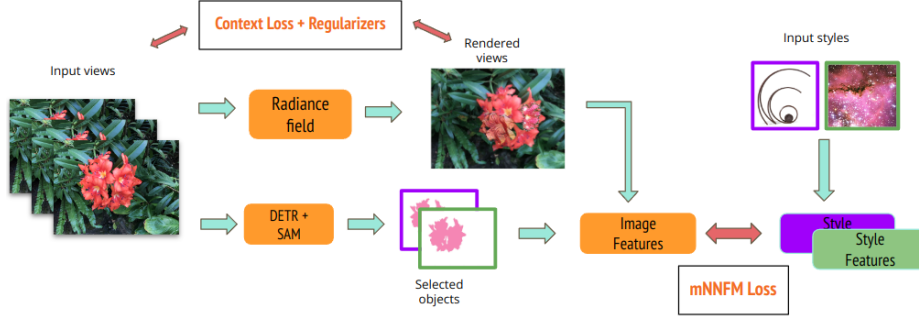 Context Loss + Regularizers
Input views
Rendered
views
Input styles
Radiance
field
DETR +
SAM
Selected
objects
Image
Features
Style
Style
Features
mNNFM Loss